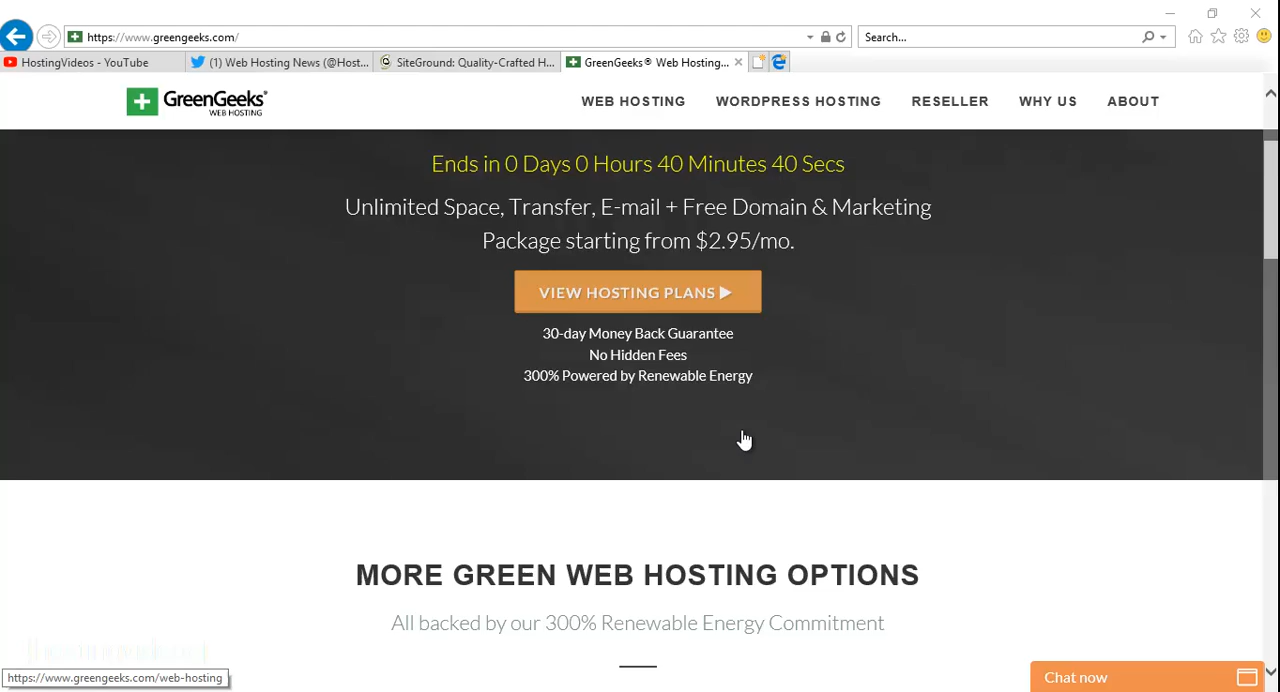 https://www.greengeeks.com/
Search...
HostingVideos - YouTube
(1) Web Hosting News (@Host...
SiteGround: Quality-Crafted H...
GreenGeeks® Web Hosting...
GreenGeeks®
WEB HOSTING
WEB HOSTING
WORDPRESS HOSTING
RESELLER
WHY US
ABOUT
Ends in 0 Days 0 Hours 40 Minutes 40 Secs
Unlimited Space, Transfer, E-mail + Free Domain & Marketing
Package starting from $2.95/mo.
VIEW HOSTING PLANS
30-day Money Back Guarantee
No Hidden Fees
300% Powered by Renewable Energy
MORE GREEN WEB HOSTING OPTIONS
All backed by our 300% Renewable Energy Commitment
https://www.greengeeks.com/web-hosting
Chat now